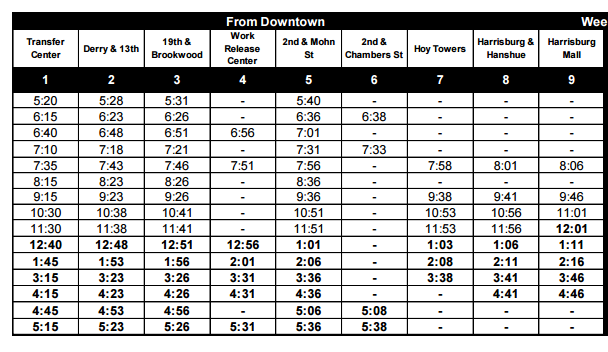 From Downtown Wee
Transfer Center Derry & 13th 19th & Brookwood Work Release Center 2nd & Mohn St 2nd & Chambers St Hoy Towers Harrisburg & Hanshue Harrisburg Mall
1 2 3 4 5 6 7 8 9
5:20 5:28 5:31 - 5:40 - - - -
6:15 6:23 6:26 - 6:36 6:38 - - -
6:40 6:48 6:51 6:56 7:01 - - - -
7:10 7:18 7:21 - 7:31 7:33 - - -
7:35 7:43 7:46 7:51 7:56 - 7:58 8:01 8:06
8:15 8:23 8:26 - 8:36 - - - -
9:15 9:23 9:26 - 9:36 - 9:38 9:41 9:46
10:30 10:38 10:41 - 10:51 - 10:53 10:56 11:01
11:30 11:38 11:41 - 11:51 - 11:53 11:56 12:01
12:40 12:48 12:51 12:56 1:01 - 1:03 1:06 1:11
1:45 1:53 1:56 2:01 2:06 - 2:08 2:11 2:16
3:15 3:23 3:26 3:31 3:36 - 3:38 3:41 3:46
4:15 4:23 4:26 4:31 4:36 - - 4:41 4:46
4:45 4:53 4:56 - 5:06 5:08 - - -
5:15 5:23 5:26 5:31 5:36 5:38 - - -